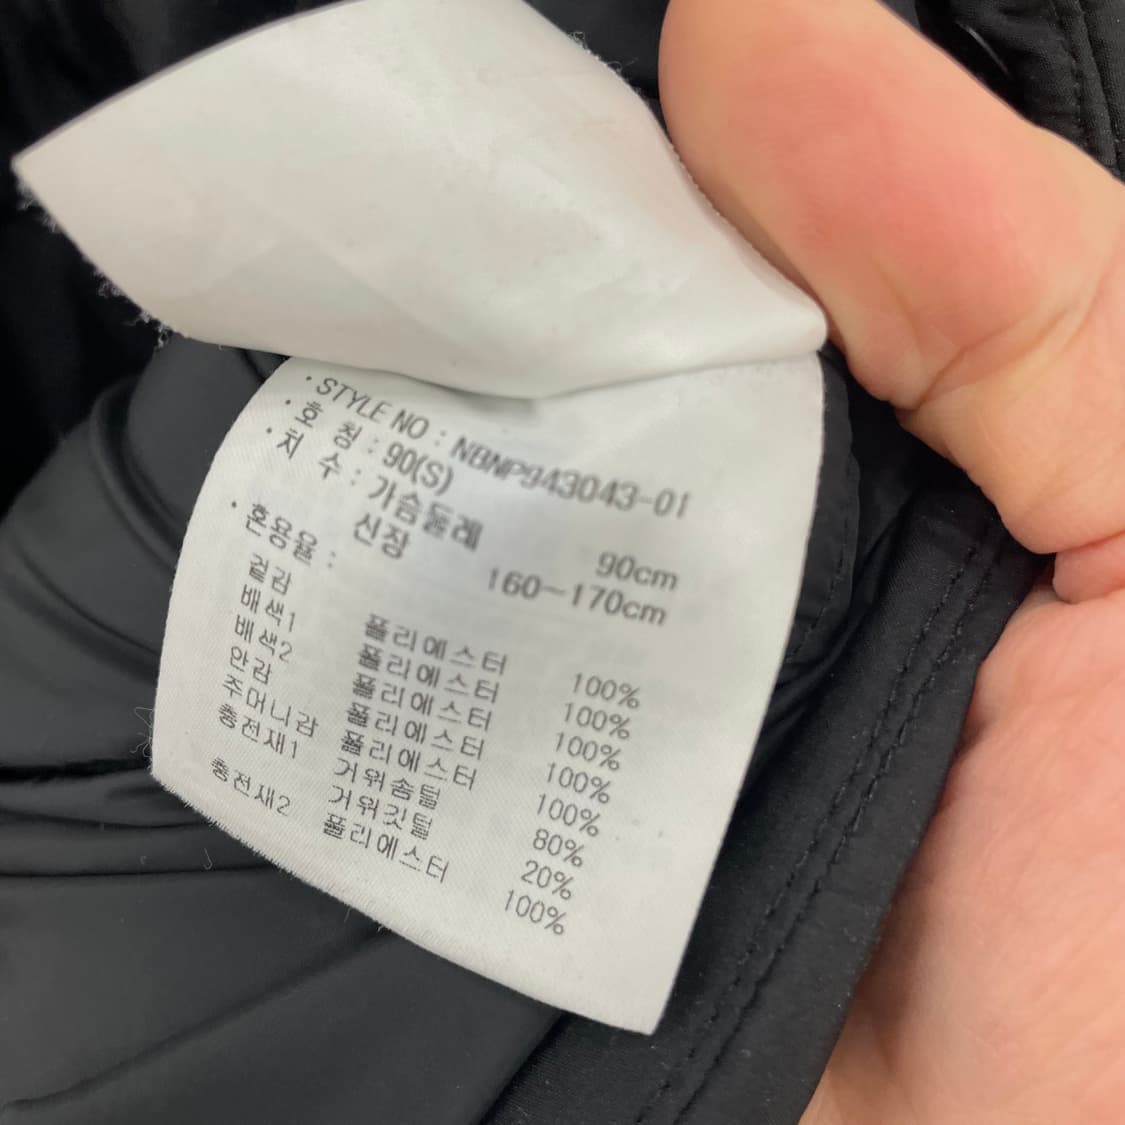 · STYLE NO : NBNP943043-01
· 호 칭 : 90(S)
· 치 수 : 가슴둘레 90cm
신장 160-170cm
· 혼용율 :
겉감 폴리에스터 100%
배색1 폴리에스터 100%
배색2 폴리에스터 100%
안감 폴리에스터 100%
주머니감 폴리에스터 100%
충전재1 거위솜털 80%
거위깃털 20%
충전재2 폴리에스터 100%